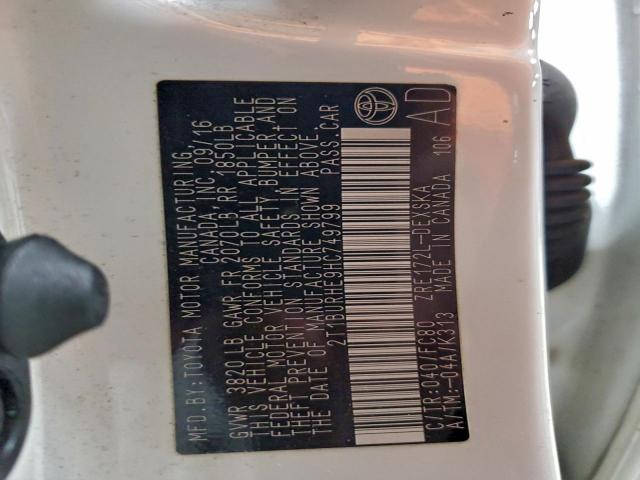 MFD.BY:TOYOTA MOTOR MANUFACTURING
CANADA INC. 09/16
GVWR 3820 LB GAWR FR 2070LB RR 1850LB
THIS VEHICLE CONFORMS TO ALL APPLICABLE
FEDERAL MOTOR VEHICLE SAFETY, BUMPER AND
THEFT PREVENTION STANDARDS IN EFFECT ON
THE DATE OF MANUFACTURE SHOWN ABOVE.
2T1BURHE9HC749799 PASS.CAR
C/TR:040/FC80 ZRE172L-DEXSKA
A/TM:-04A/K313 MADE IN CANADA 106
AD